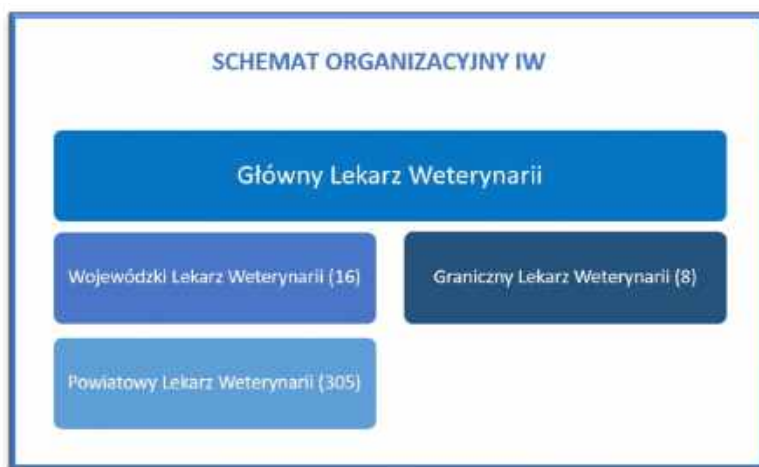 SCHEMAT ORGANIZACYJNY IW
Główny Lekarz Weterynarii
Wojewódzki Lekarz Weterynarii (16)
Graniczny Lekarz Weterynarii (8)
Powiatowy Lekarz Weterynarii (305)